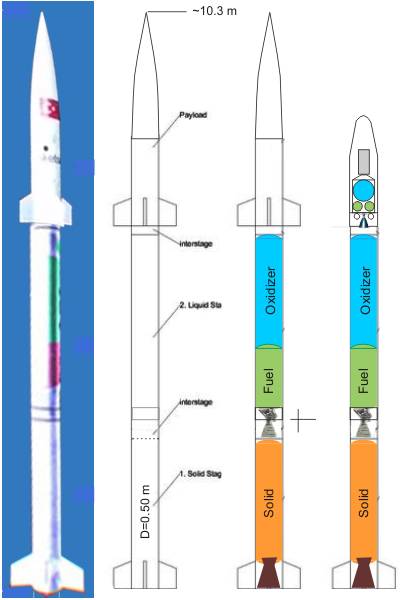 ~10.3 m
Payload
interstage
2. Liquid Sta
interstage
1. Solid Stag
D=0.50 m
Oxidizer
Fuel
Solid
Oxidizer
Fuel
Solid